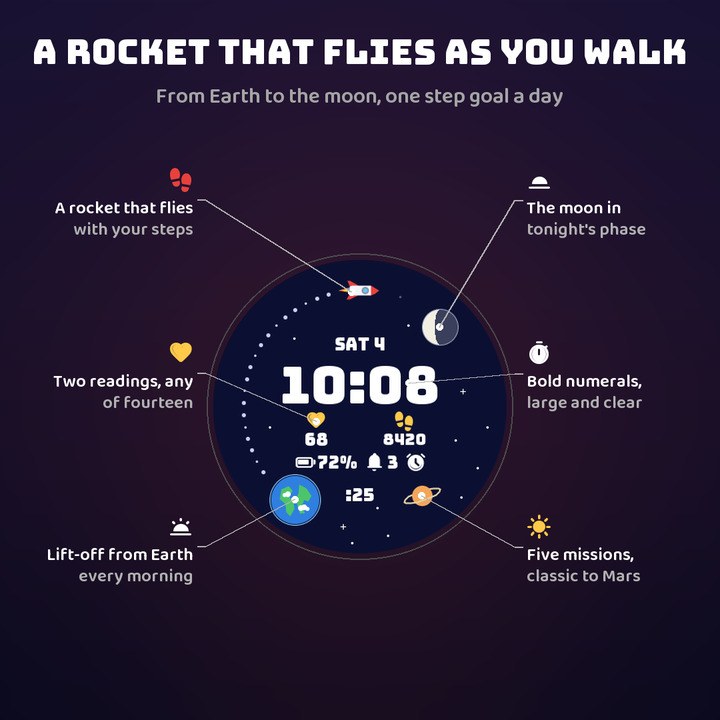 A ROCKET THAT FLIES AS YOU WALK
From Earth to the moon, one step goal a day
A rocket that flies
with your steps
The moon in
tonight's phase
SAT 4
10:08
Two readings, any
of fourteen
Bold numerals,
large and clear
68
8420
72%
3
:25
Lift-off from Earth
every morning
Five missions,
classic to Mars